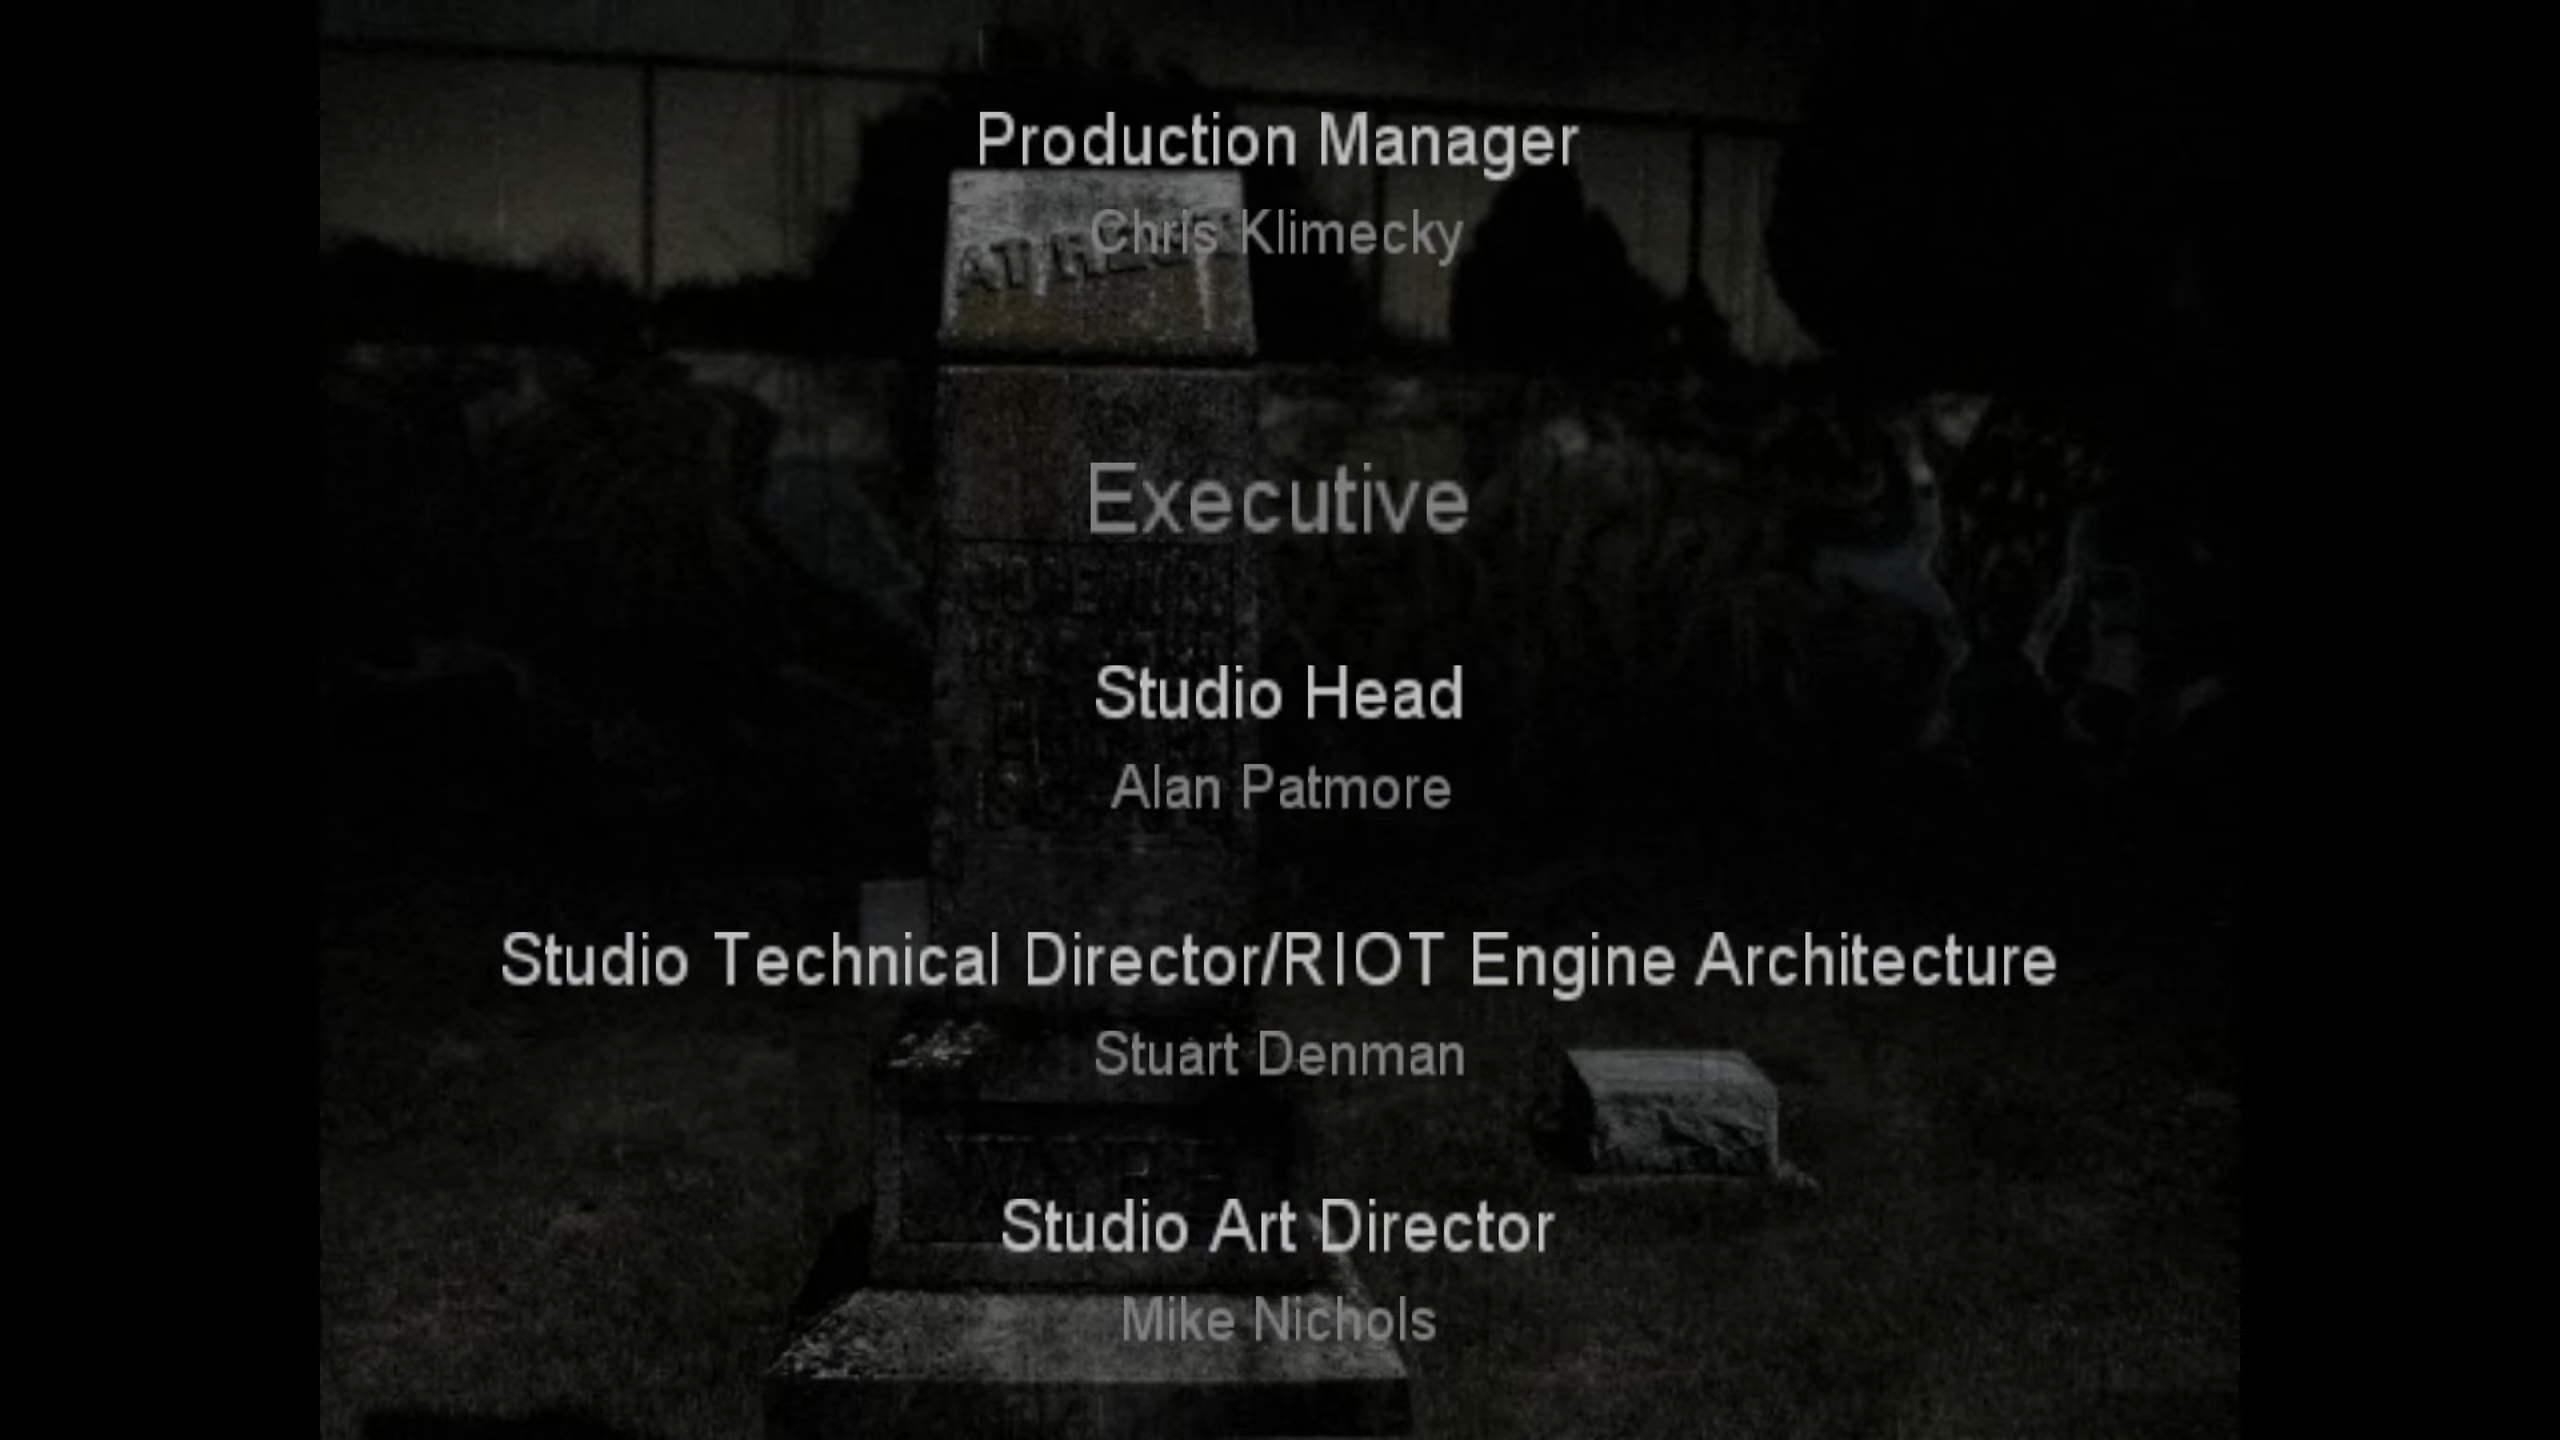 Production Manager
Chris Klimecky
Executive
Studio Head
Alan Patmore
Studio Technical Director/RIOT Engine Architecture
Stuart Denman
Studio Art Director
Mike Nichols